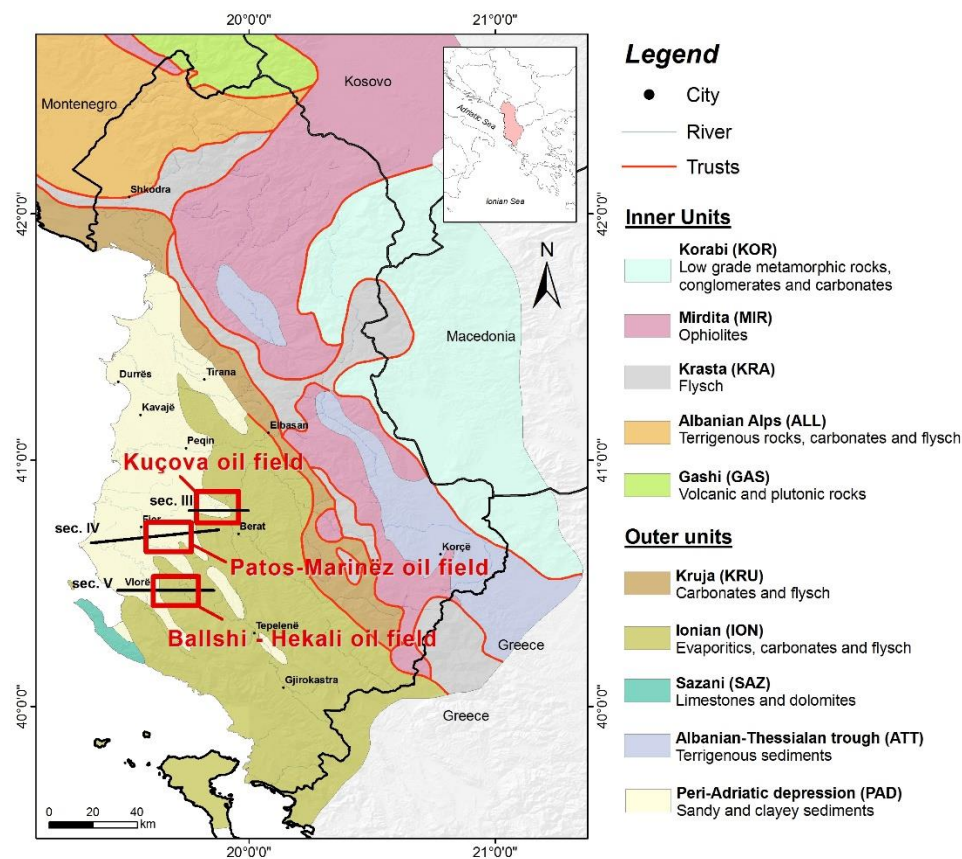 20°0'0"
21°0'0"
Kosovo
Montenegro
Adriatic Sea
Ionian Sea
Shkodra
42°0'0"
42°0'0"
N
Macedonia
Tirana
Durrës
Kavajë
Elbasan
Peqin
41°0'0"
41°0'0"
Kuçova oil field
sec. III
Fier
sec. IV
Berat
Korçë
Patos-Marinëz oil field
sec. V
Vlorë
Tepelenë
Ballshi - Hekali oil field
Greece
Gjirokastra
Greece
40°0'0"
40°0'0"
0 20 40
km
20°0'0"
21°0'0"
Legend
City
River
Trusts
Inner Units
Korabi (KOR)
Low grade metamorphic rocks,
conglomerates and carbonates
Mirdita (MIR)
Ophiolites
Krasta (KRA)
Flysch
Albanian Alps (ALL)
Terrigenous rocks, carbonates and flysch
Gashi (GAS)
Volcanic and plutonic rocks
Outer units
Kruja (KRU)
Carbonates and flysch
Ionian (ION)
Evaporitics, carbonates and flysch
Sazani (SAZ)
Limestones and dolomites
Albanian-Thessialian trough (ATT)
Terrigenous sediments
Peri-Adriatic depression (PAD)
Sandy and clayey sediments